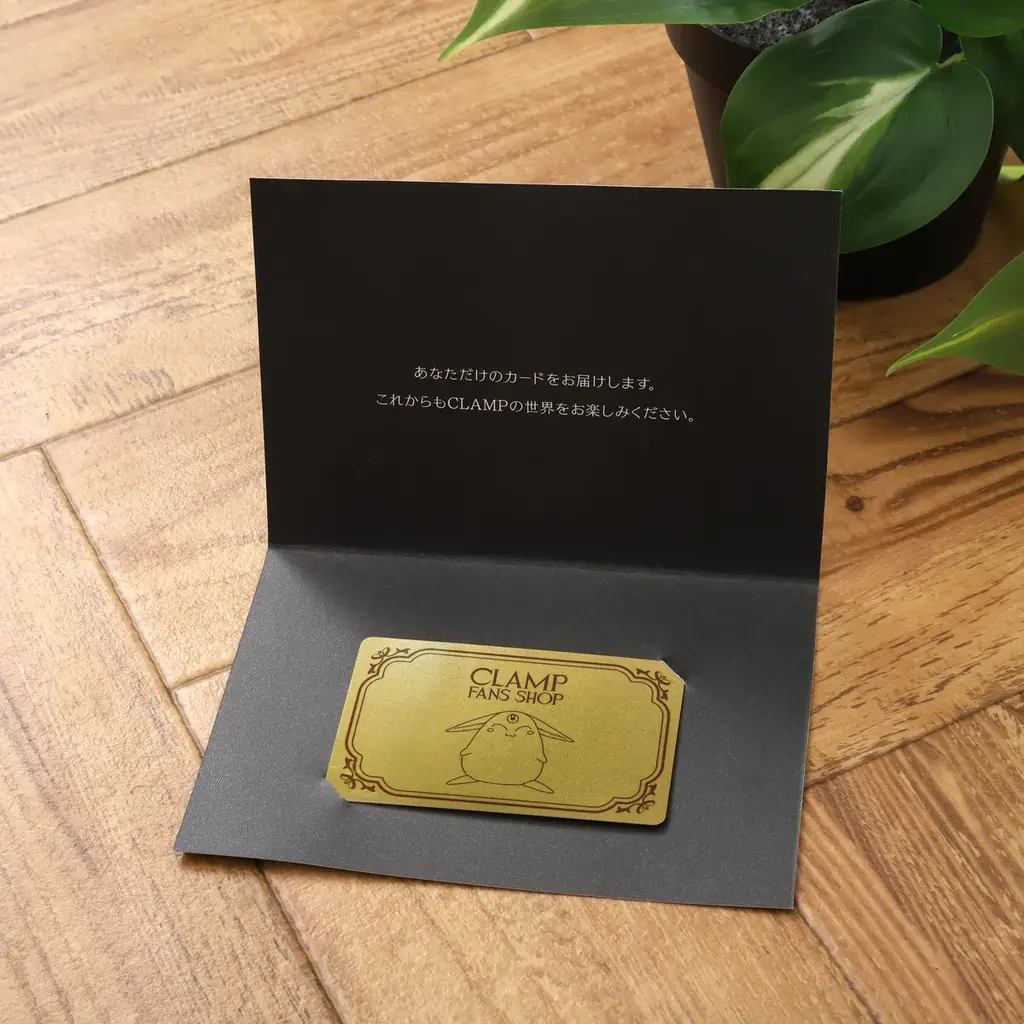 あなただけのカードをお届けします。
これからもCLAMPの世界をお楽しみください。
CLAMP
FANS SHOP